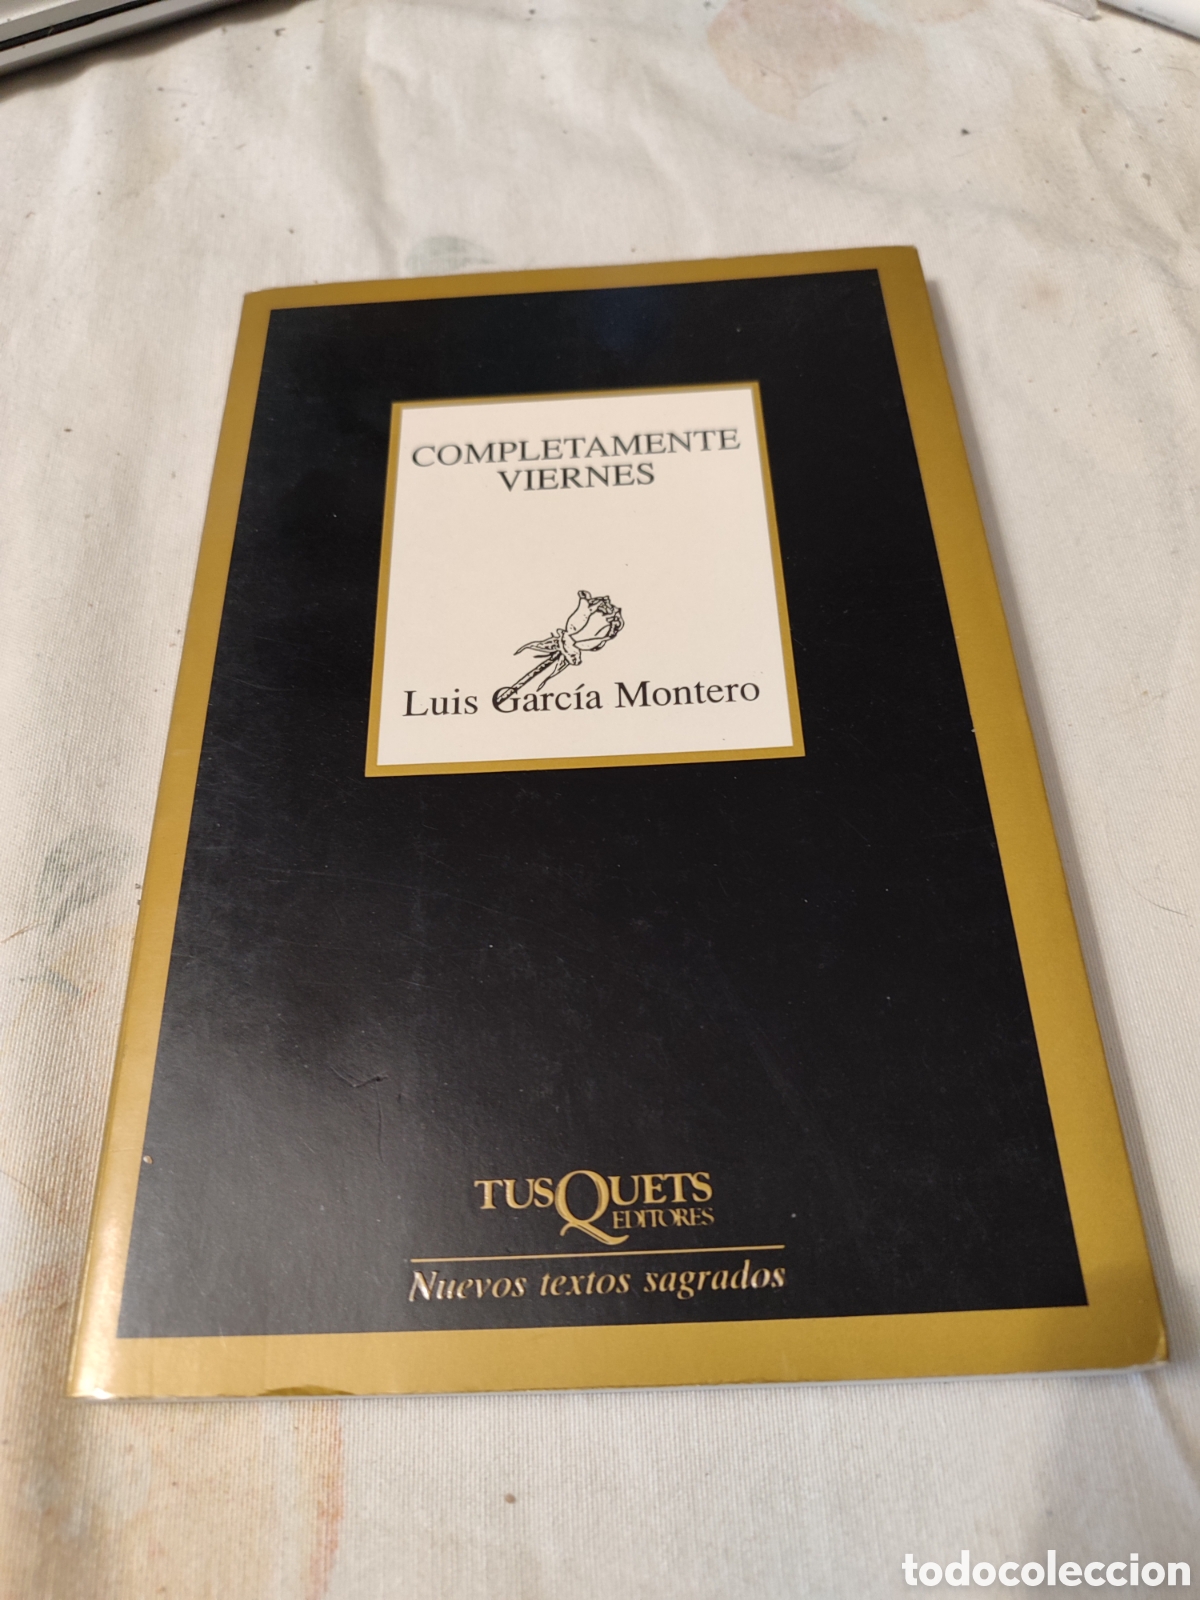 COMPLETAMENTE
VIERNES
Luis García Montero
TUSQUETS
EDITORES
Nuevos textos sagrados
todocoleccion